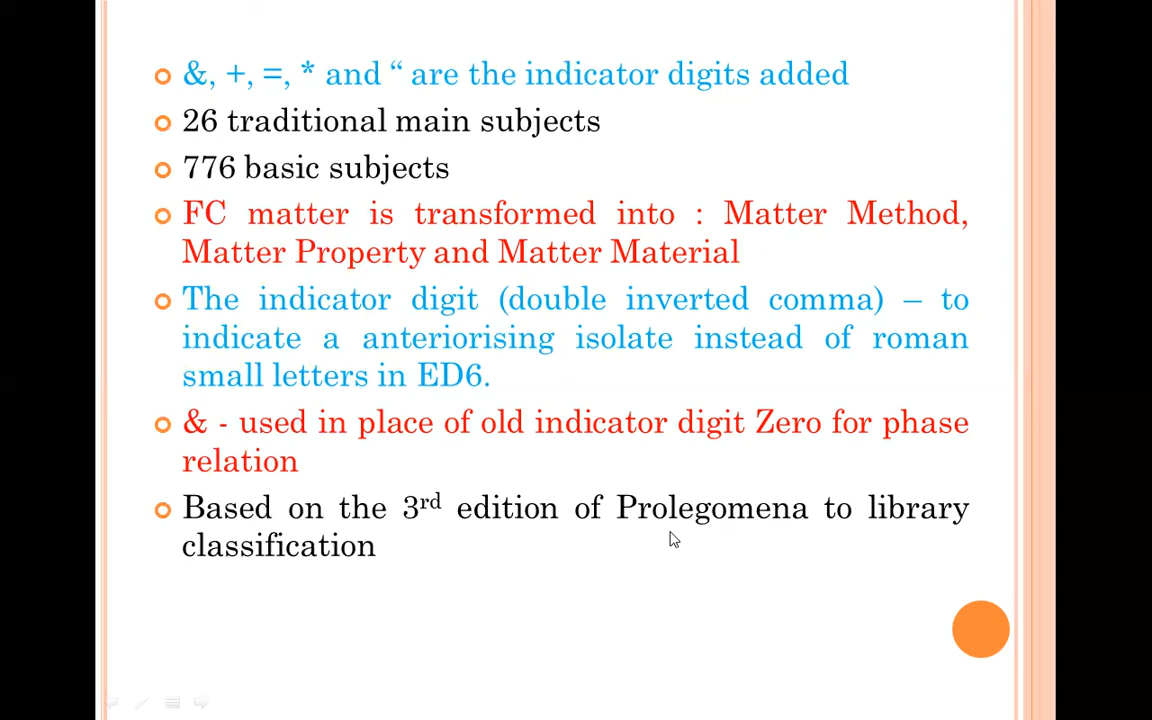 &, +, =, * and “ are the indicator digits added
26 traditional main subjects
776 basic subjects
FC matter is transformed into : Matter Method,
Matter Property and Matter Material
The indicator digit (double inverted comma) – to
indicate a anteriorising isolate instead of roman
small letters in ED6.
& - used in place of old indicator digit Zero for phase
relation
Based on the 3rd edition of Prolegomena to library
classification